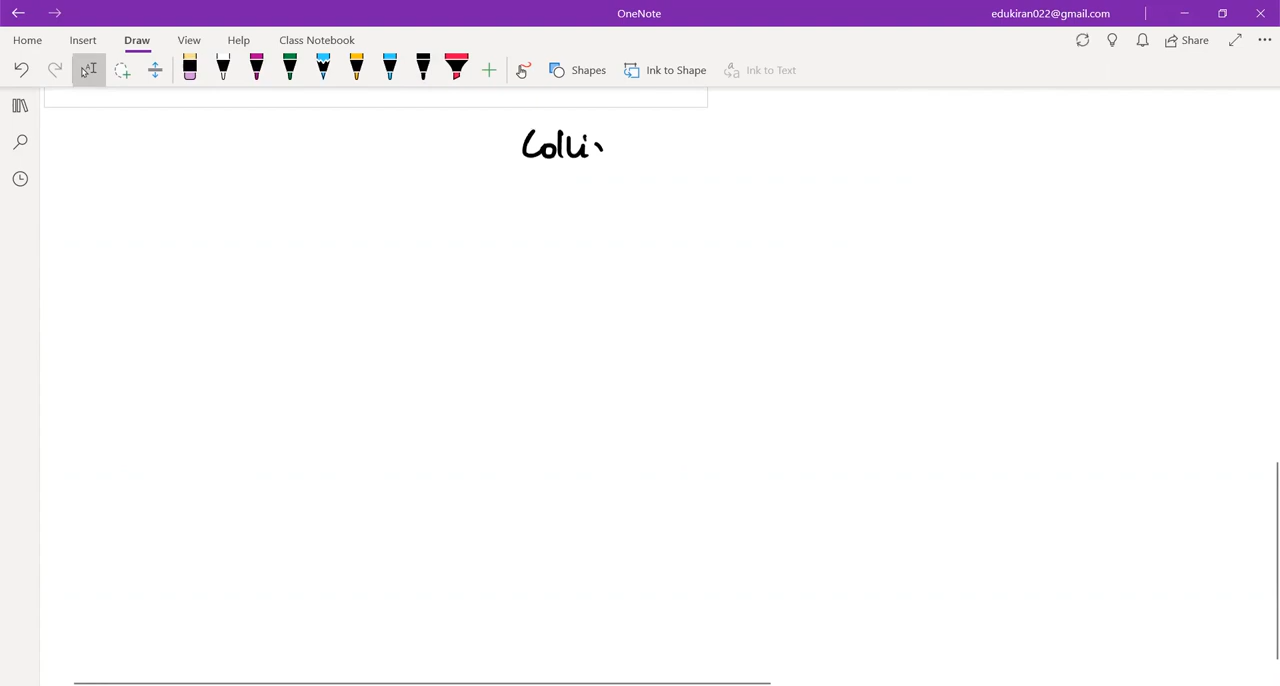 OneNote
edukiran022@gmail.com
Home Insert Draw View Help Class Notebook
Share
Shapes Ink to Shape Ink to Text
Colli